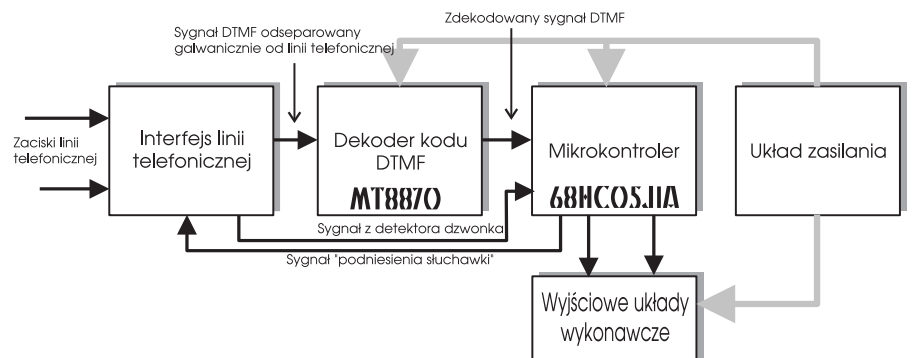 Sygnał DTMF odseparowany
galwanicznie od linii telefonicznej
Zdekodowany sygnał DTMF
Zaciski linii
telefonicznej
Interfejs linii
telefonicznej
Dekoder kodu
DTMF
MT8870
Mikrokontroler
68HC05J1A
Układ zasilania
Sygnał z detektora dzwonka
Sygnał "podniesienia słuchawki"
Wyjściowe układy
wykonawcze